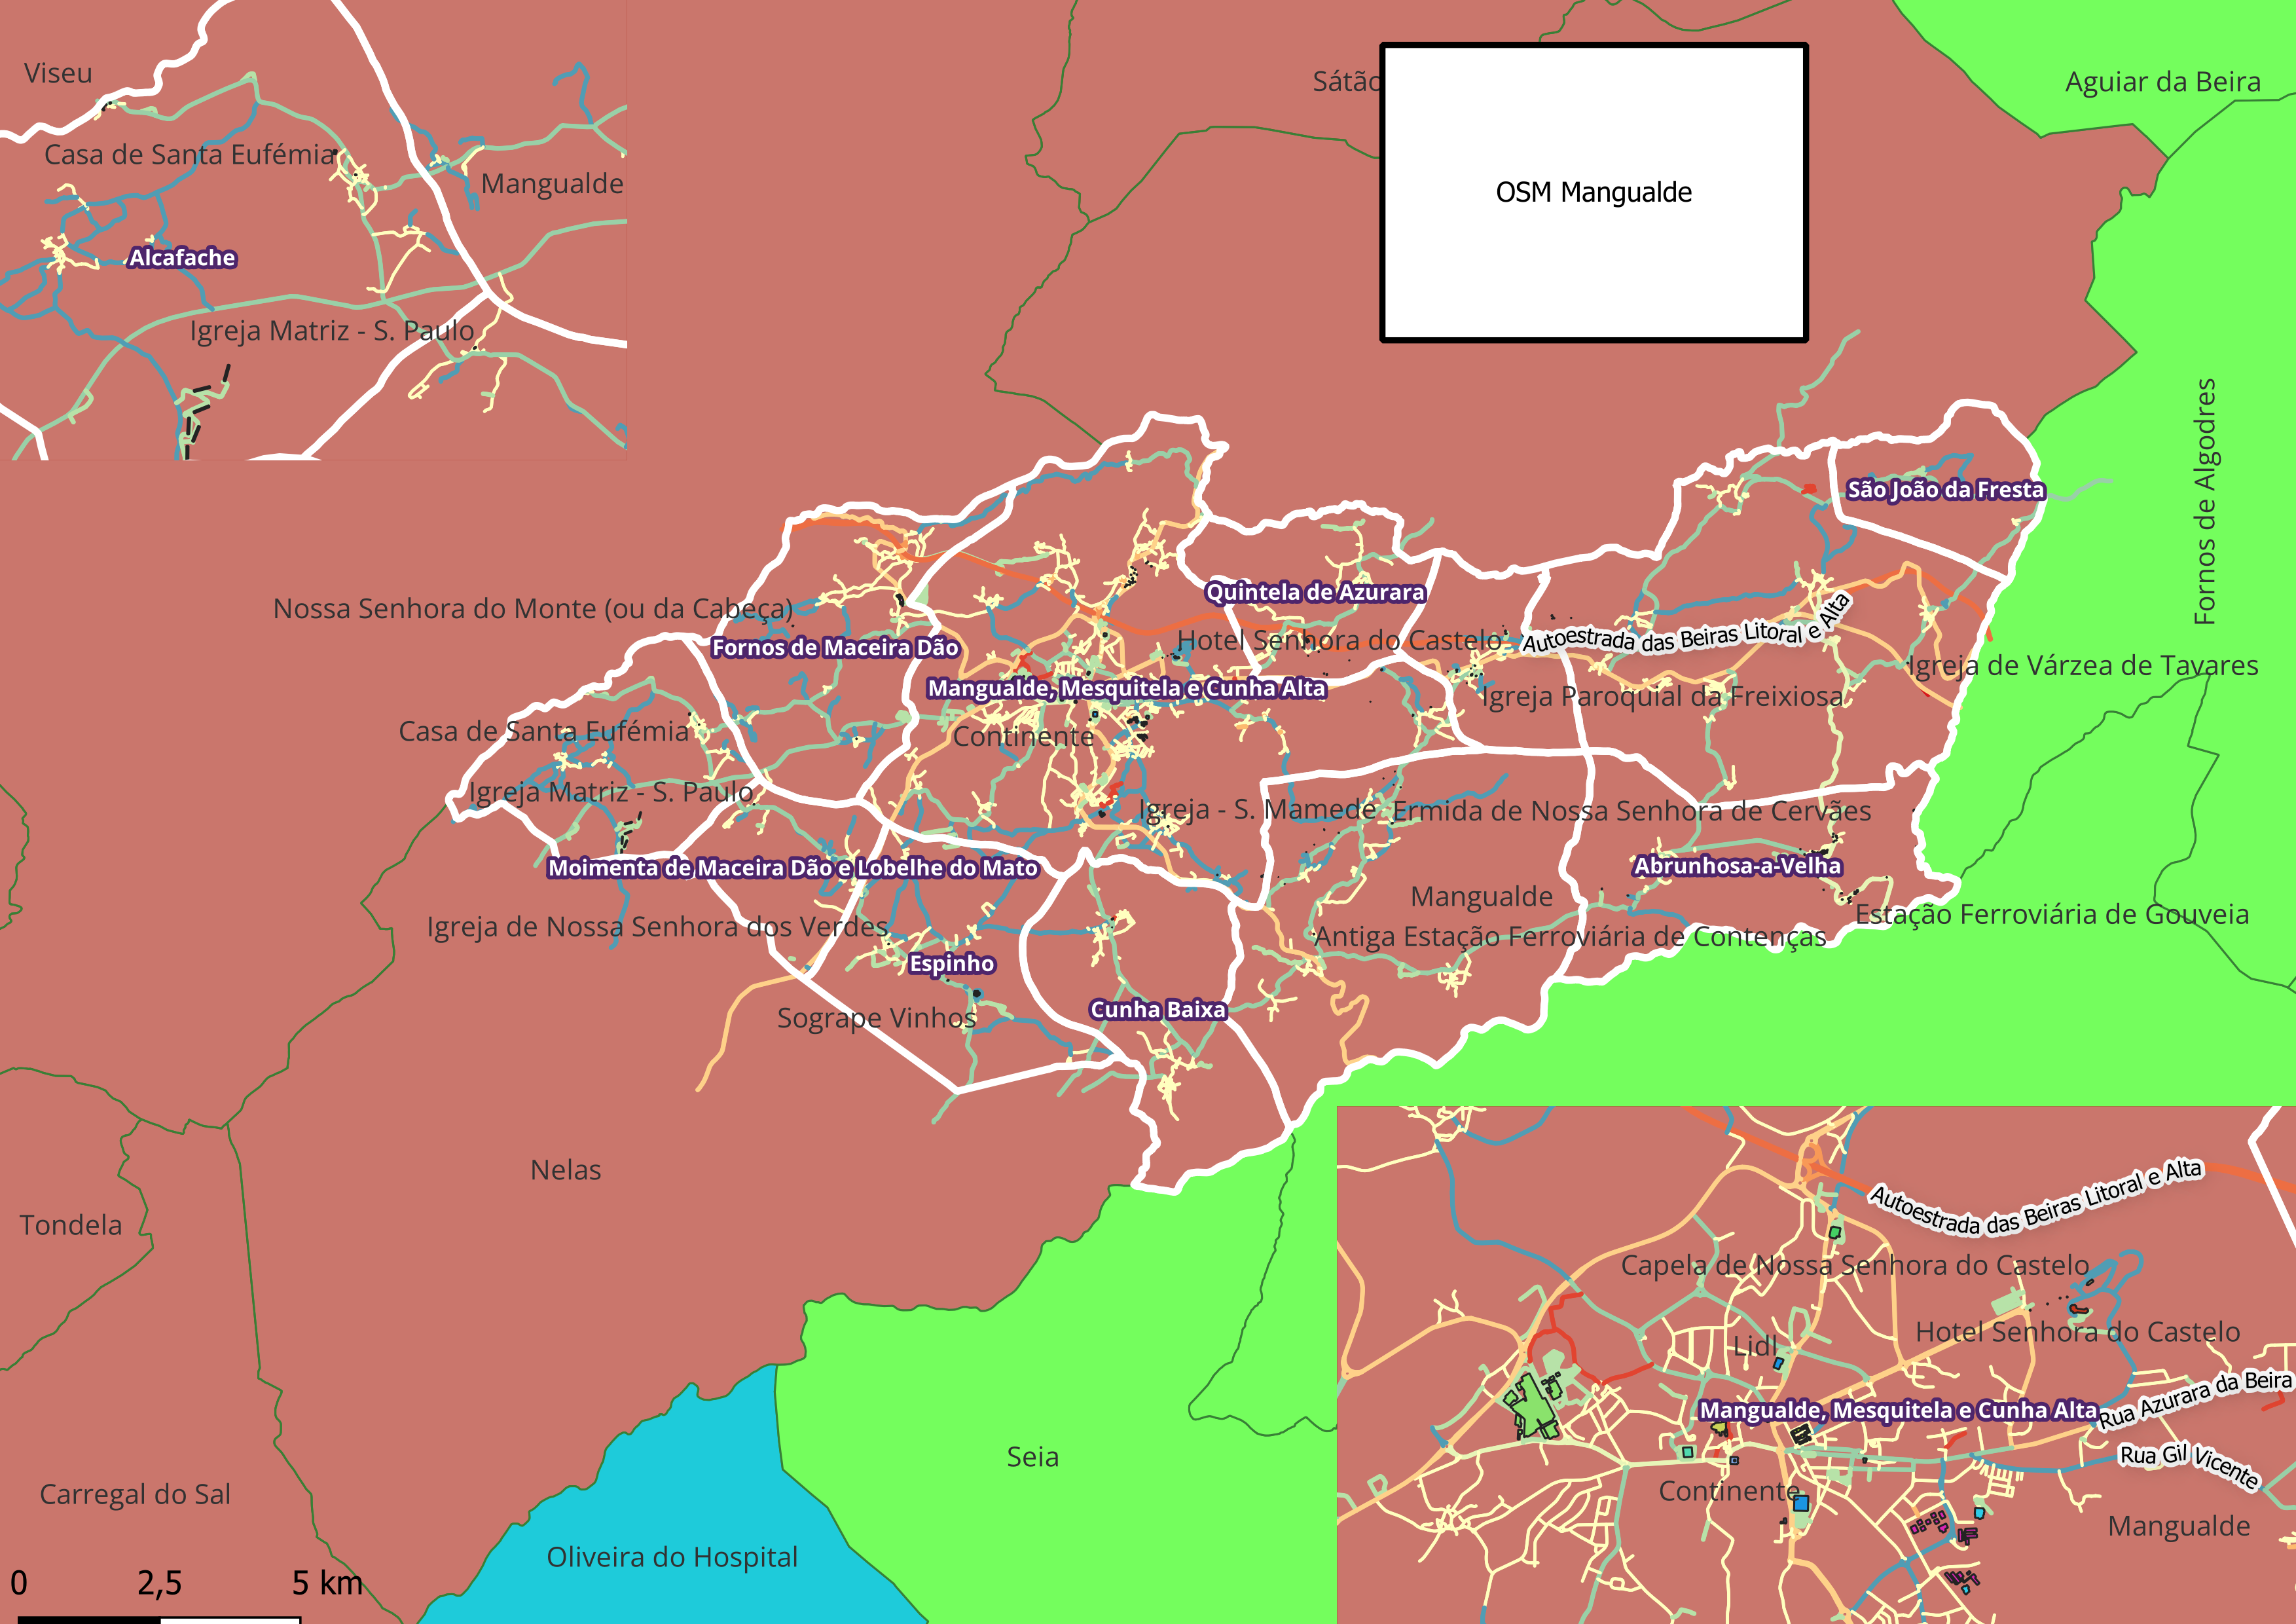 Viseu
Casa de Santa Eufémia
Mangualde
Alcafache
Igreja Matriz - S. Paulo
Sátão
OSM Mangualde
Aguiar da Beira
Fornos de Algodres
São João da Fresta
Quintela de Azurara
Nossa Senhora do Monte (ou da Cabeça)
Fornos de Maceira Dão
Hotel Senhora do Castelo
Autoestrada das Beiras Litoral e Alta
Igreja de Várzea de Tavares
Mangualde, Mesquitela e Cunha Alta
Igreja Paroquial da Freixiosa
Casa de Santa Eufémia
Continente
Igreja Matriz - S. Paulo
Igreja - S. Mamede
Ermida de Nossa Senhora de Cervães
Moimenta de Maceira Dão e Lobelhe do Mato
Abrunhosa-a-Velha
Mangualde
Estação Ferroviária de Gouveia
Igreja de Nossa Senhora dos Verdes
Antiga Estação Ferroviária de Contenças
Espinho
Cunha Baixa
Sogrape Vinhos
Nelas
Tondela
Autoestrada das Beiras Litoral e Alta
Capela de Nossa Senhora do Castelo
Hotel Senhora do Castelo
Lidl
Mangualde, Mesquitela e Cunha Alta
Rua Azurara da Beira
Rua Gil Vicente
Continente
Mangualde
Seia
Carregal do Sal
Oliveira do Hospital
0 2,5 5 km